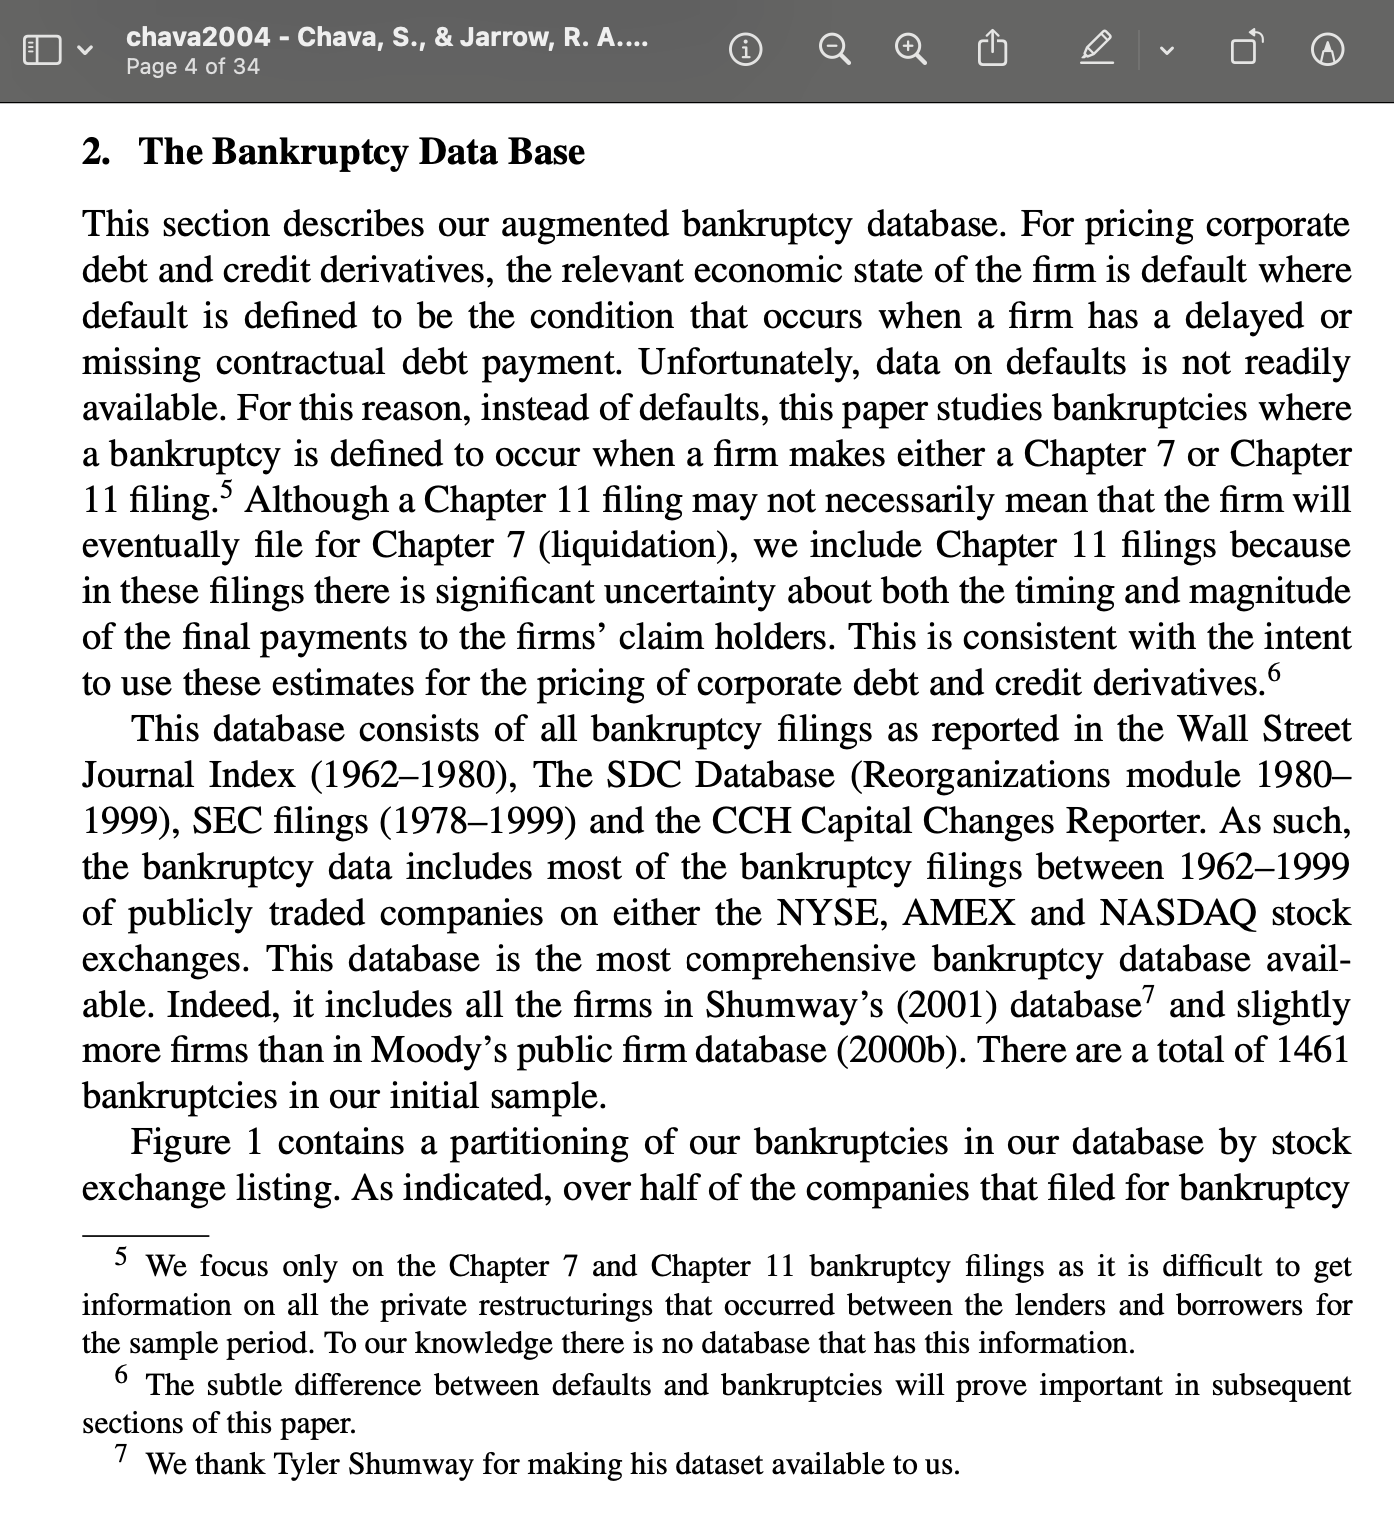 chava2004 - Chava, S., & Jarrow, R. A....
Page 4 of 34
2. The Bankruptcy Data Base
This section describes our augmented bankruptcy database. For pricing corporate
debt and credit derivatives, the relevant economic state of the firm is default where
default is defined to be the condition that occurs when a firm has a delayed or
missing contractual debt payment. Unfortunately, data on defaults is not readily
available. For this reason, instead of defaults, this paper studies bankruptcies where
a bankruptcy is defined to occur when a firm makes either a Chapter 7 or Chapter
11 filing.5 Although a Chapter 11 filing may not necessarily mean that the firm will
eventually file for Chapter 7 (liquidation), we include Chapter 11 filings because
in these filings there is significant uncertainty about both the timing and magnitude
of the final payments to the firms’ claim holders. This is consistent with the intent
to use these estimates for the pricing of corporate debt and credit derivatives.6
This database consists of all bankruptcy filings as reported in the Wall Street
Journal Index (1962–1980), The SDC Database (Reorganizations module 1980–
1999), SEC filings (1978–1999) and the CCH Capital Changes Reporter. As such,
the bankruptcy data includes most of the bankruptcy filings between 1962–1999
of publicly traded companies on either the NYSE, AMEX and NASDAQ stock
exchanges. This database is the most comprehensive bankruptcy database avail-
able. Indeed, it includes all the firms in Shumway’s (2001) database7 and slightly
more firms than in Moody’s public firm database (2000b). There are a total of 1461
bankruptcies in our initial sample.
Figure 1 contains a partitioning of our bankruptcies in our database by stock
exchange listing. As indicated, over half of the companies that filed for bankruptcy
5 We focus only on the Chapter 7 and Chapter 11 bankruptcy filings as it is difficult to get
information on all the private restructurings that occurred between the lenders and borrowers for
the sample period. To our knowledge there is no database that has this information.
6 The subtle difference between defaults and bankruptcies will prove important in subsequent
sections of this paper.
7 We thank Tyler Shumway for making his dataset available to us.